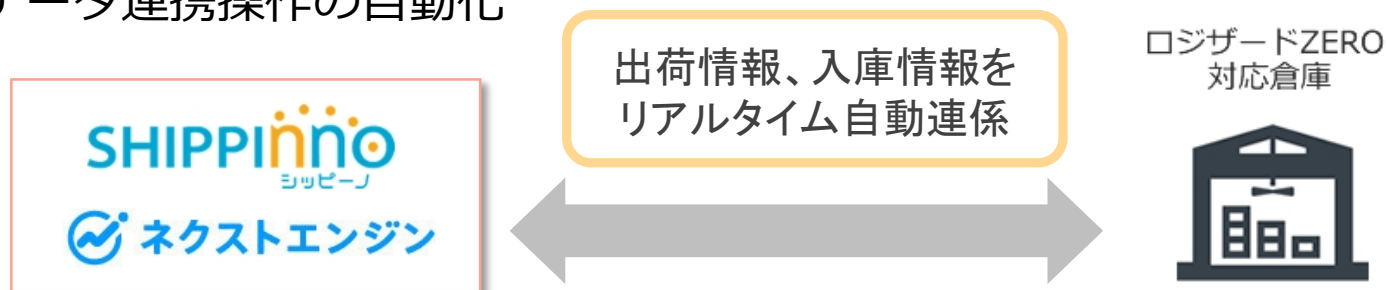 データ連携操作の自動化
出荷情報、入庫情報を
リアルタイム自動連係
ロジザードZERO
対応倉庫
SHIPPINNO
シッピーノ
ネクストエンジン